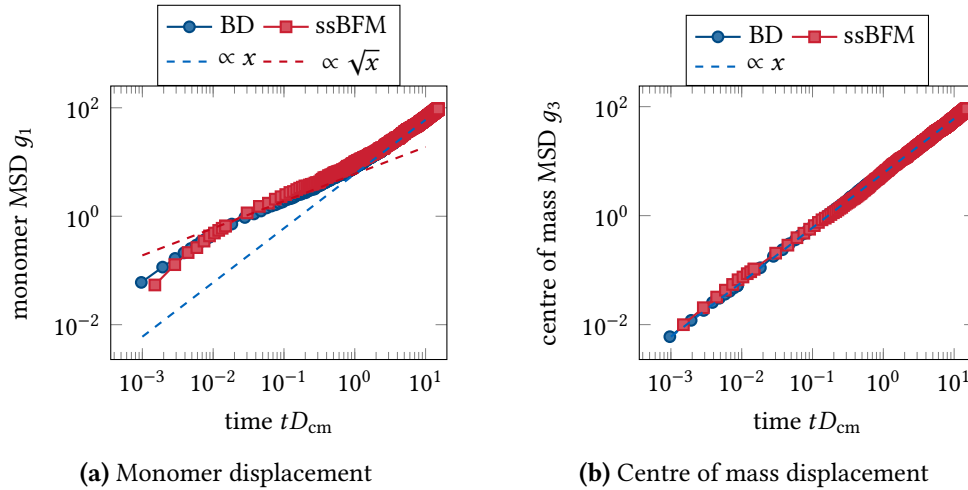 BD ssBFM
∝ x ∝ √x
10² 
10⁰
10⁻²
monomer MSD g₁
10⁻³ 10⁻² 10⁻¹ 10⁰ 10¹
time tD_cm
(a) Monomer displacement
BD ssBFM
∝ x
10²
10⁰
10⁻²
centre of mass MSD g₃
10⁻³ 10⁻² 10⁻¹ 10⁰ 10¹
time tD_cm
(b) Centre of mass displacement